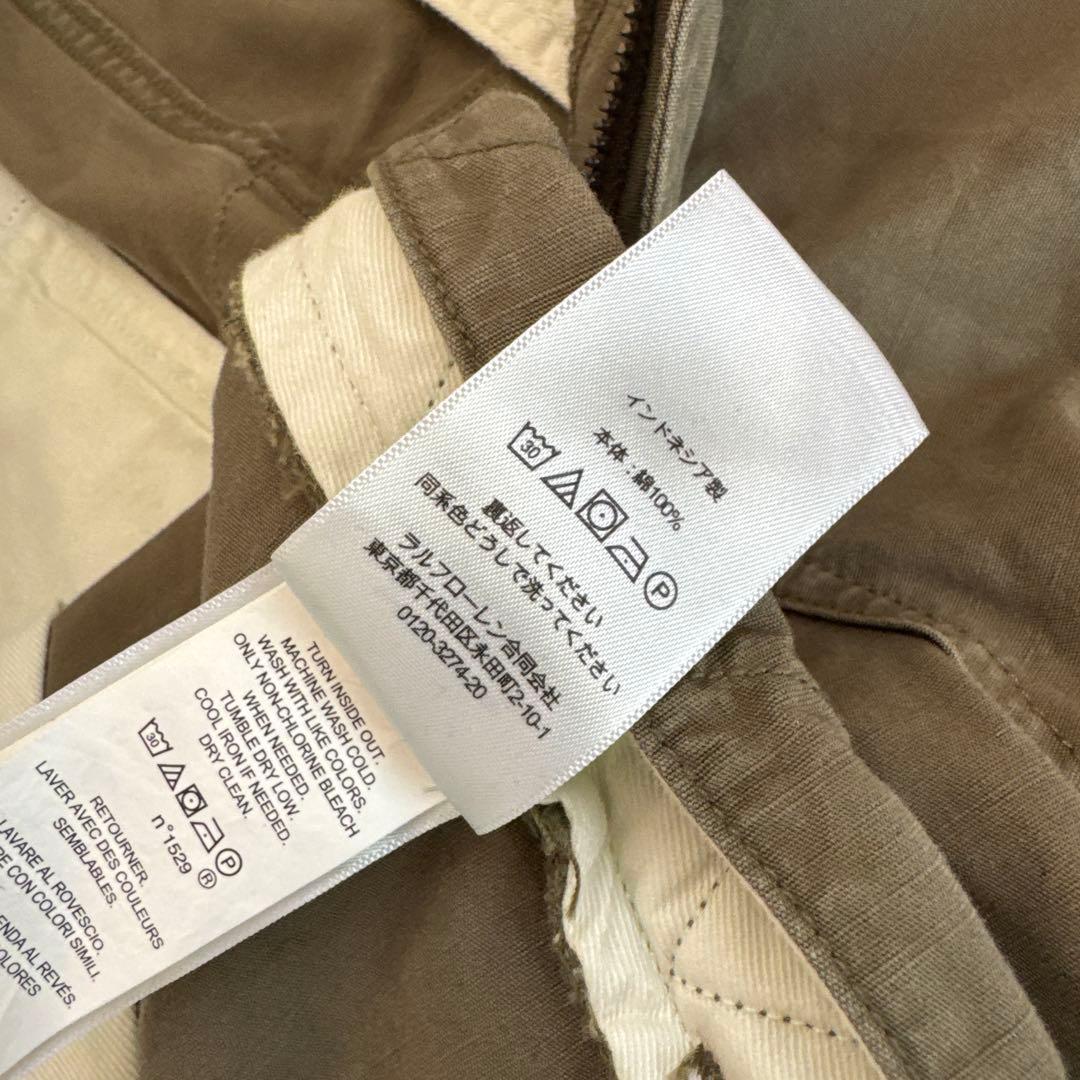 インドネシア製
本体：綿100%
30 P
裏返してください
同系色どうしで洗ってください
ラルフローレン合同会社
東京都千代田区永田町2-10-1
0120-3274-20
TURN INSIDE OUT.
MACHINE WASH COLD.
WASH WITH LIKE COLORS.
ONLY NON-CHLORINE BLEACH
WHEN NEEDED.
TUMBLE DRY LOW.
COOL IRON IF NEEDED.
DRY CLEAN.
30 P
n°1529 ®
RETOURNER.
LAVER AVEC DES COULEURS
SEMBLABLES.
LAVARE AL ROVESCIO.
CON COLORI SIMILI.
AL REVÉS.